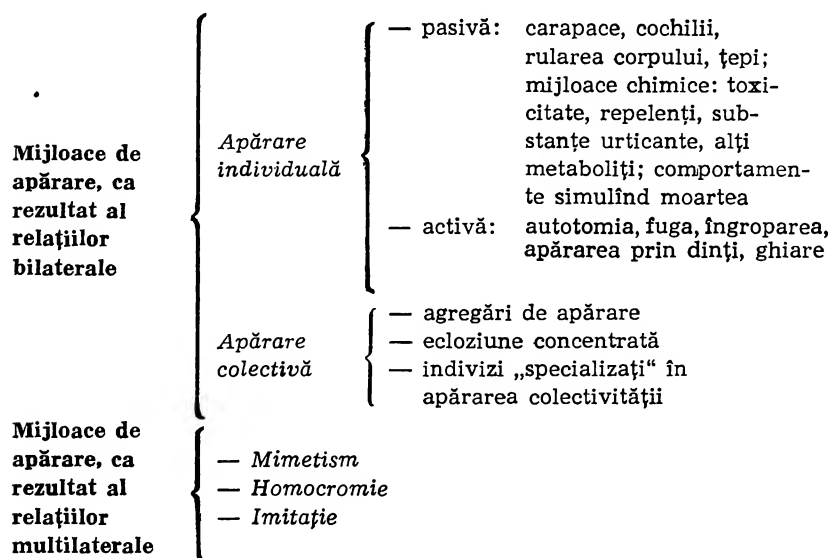 Mijloace de
apărare, ca
rezultat al
relațiilor
bilaterale
Apărare
individuală
— pasivă: carapace, cochilii,
rularea corpului, țepi;
mijloace chimice: toxi-
citate, repelenți, sub-
stanțe urticante, alți
metaboliți; comportamen-
te simulînd moartea
— activă: autotomia, fuga, îngroparea,
apărarea prin dinți, ghiare
Apărare
colectivă
— agregări de apărare
— ecloziune concentrată
— indivizi „specializați“ în
apărarea colectivității
Mijloace de
apărare, ca
rezultat al
relațiilor
multilaterale
— Mimetism
— Homocromie
— Imitație